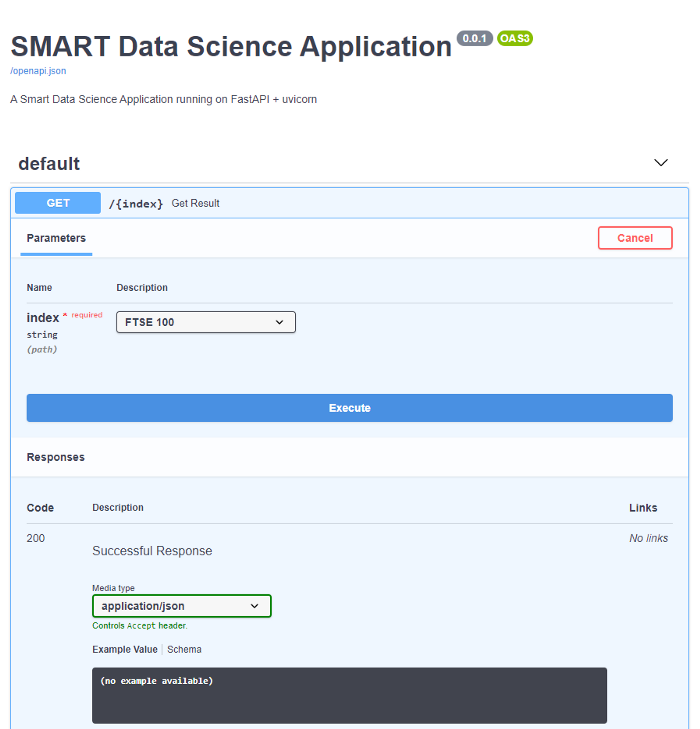 SMART Data Science Application 0.0.1 OAS3
/openapi.json
A Smart Data Science Application running on FastAPI + uvicorn
default
GET /{index} Get Result
Parameters Cancel
Name Description
index * required FTSE 100
string
(path)
Execute
Responses
Code Description Links
200 Successful Response No links
Media type
application/json
Controls Accept header.
Example Value Schema
(no example available)